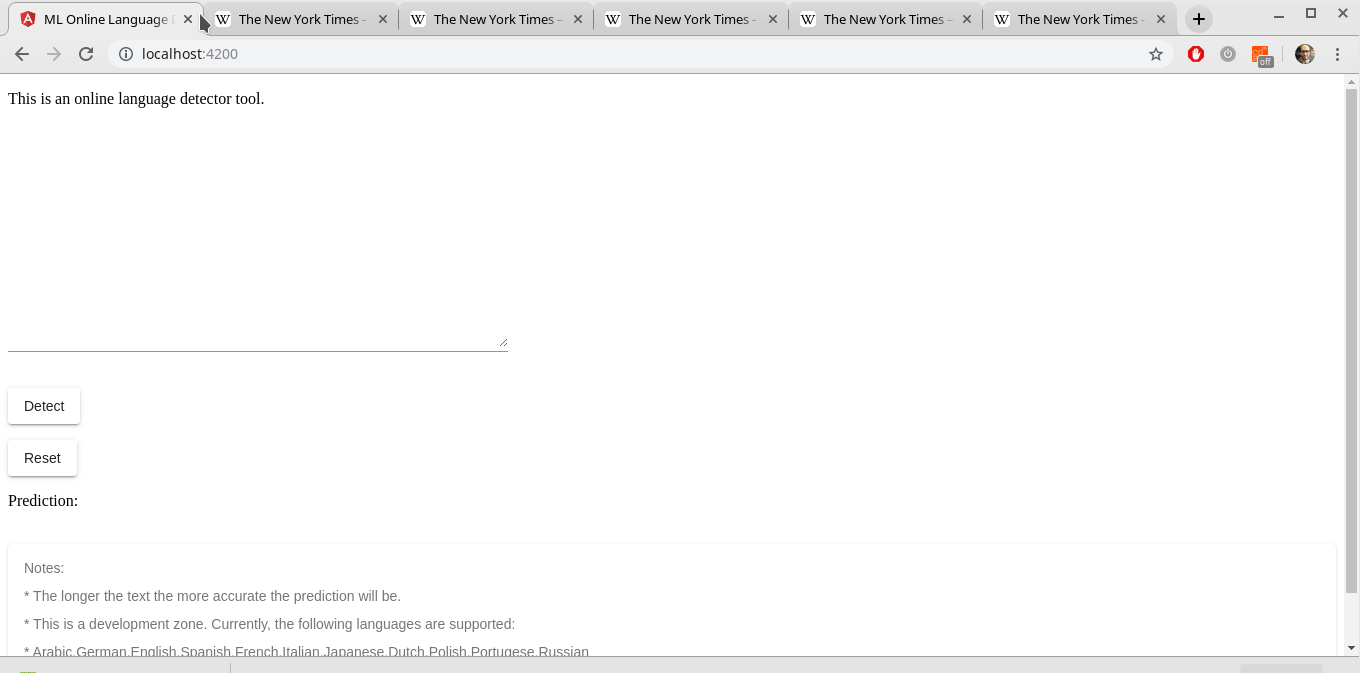 ML Online Language
The New York Times -
The New York Times -
The New York Times -
The New York Times -
The New York Times -
localhost:4200
off
This is an online language detector tool.
Detect
Reset
Prediction:
Notes:
* The longer the text the more accurate the prediction will be.
* This is a development zone. Currently, the following languages are supported:
* Arabic,German,English,Spanish,French,Italian,Japanese,Dutch,Polish,Portugese,Russian